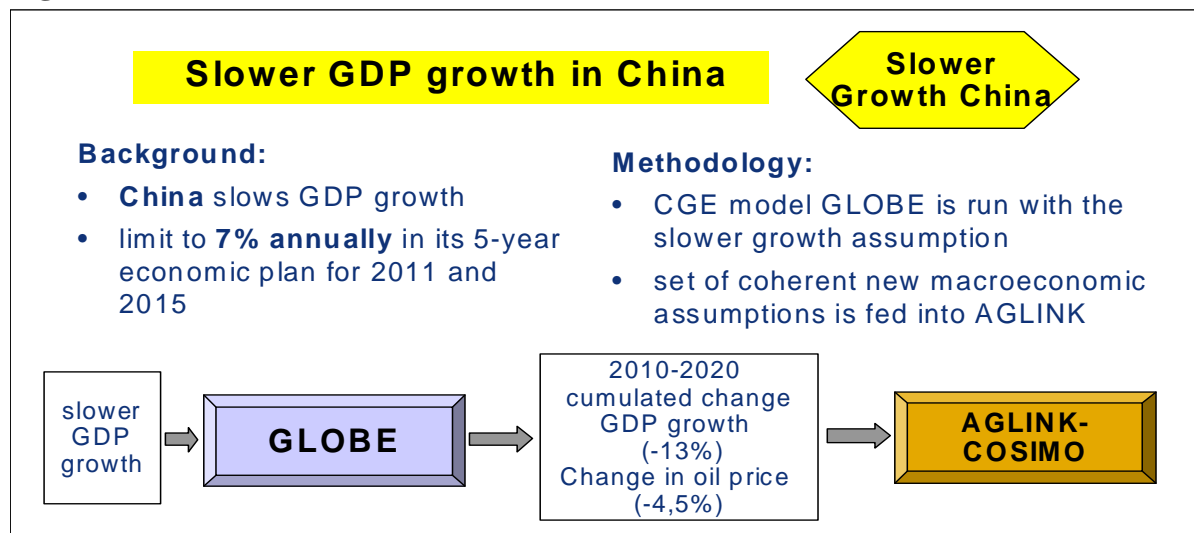 Slower GDP growth in China
Slower
Growth China
Background:
• China slows GDP growth
• limit to 7% annually in its 5-year
economic plan for 2011 and
2015
Methodology:
• CGE model GLOBE is run with the
slower growth assumption
• set of coherent new macroeconomic
assumptions is fed into AGLINK
slower
GDP
growth
GLOBE
2010-2020
cumulated change
GDP growth
(-13%)
Change in oil price
(-4,5%)
AGLINK-
COSIMO